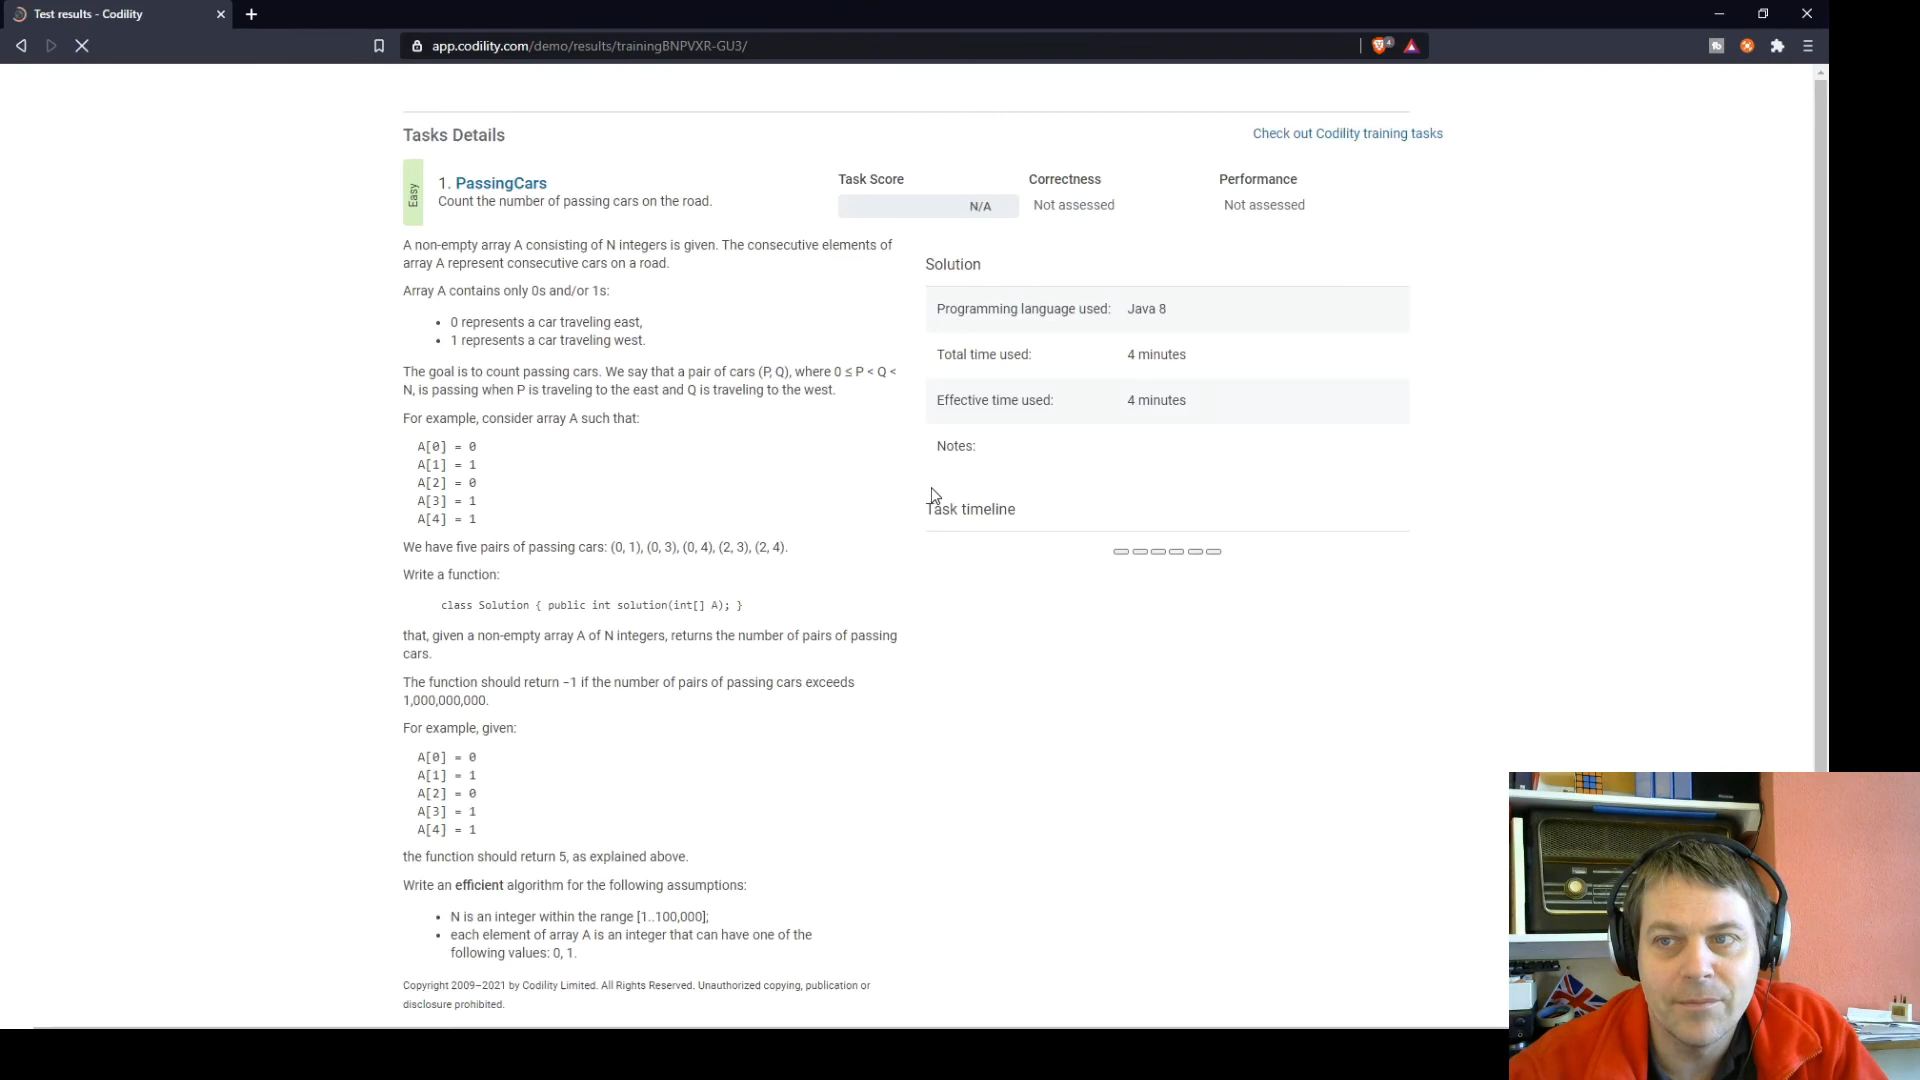 Test results - Codility
app.codility.com/demo/results/trainingBNPVXR-GU3/
4
Tasks Details
Check out Codility training tasks
Easy
1. PassingCars
Count the number of passing cars on the road.
Task Score
Correctness
Performance
N/A
Not assessed
Not assessed
A non-empty array A consisting of N integers is given. The consecutive elements of
array A represent consecutive cars on a road.
Array A contains only 0s and/or 1s:
• 0 represents a car traveling east,
• 1 represents a car traveling west.
The goal is to count passing cars. We say that a pair of cars (P, Q), where 0 ≤ P < Q <
N, is passing when P is traveling to the east and Q is traveling to the west.
For example, consider array A such that:
A[0] = 0
A[1] = 1
A[2] = 0
A[3] = 1
A[4] = 1
We have five pairs of passing cars: (0, 1), (0, 3), (0, 4), (2, 3), (2, 4).
Write a function:
class Solution { public int solution(int[] A); }
that, given a non-empty array A of N integers, returns the number of pairs of passing
cars.
The function should return −1 if the number of pairs of passing cars exceeds
1,000,000,000.
For example, given:
A[0] = 0
A[1] = 1
A[2] = 0
A[3] = 1
A[4] = 1
the function should return 5, as explained above.
Write an efficient algorithm for the following assumptions:
• N is an integer within the range [1..100,000];
• each element of array A is an integer that can have one of the
following values: 0, 1.
Copyright 2009–2021 by Codility Limited. All Rights Reserved. Unauthorized copying, publication or
disclosure prohibited.
Solution
Programming language used: Java 8
Total time used: 4 minutes
Effective time used: 4 minutes
Notes:
Task timeline